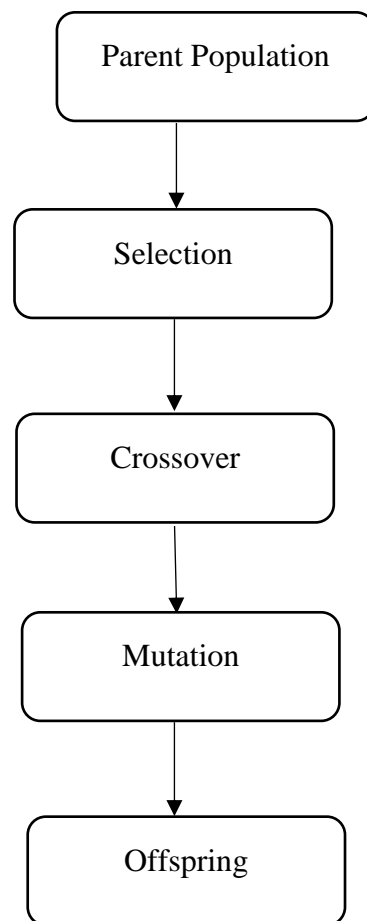 Parent Population
Selection
Crossover
Mutation
Offspring